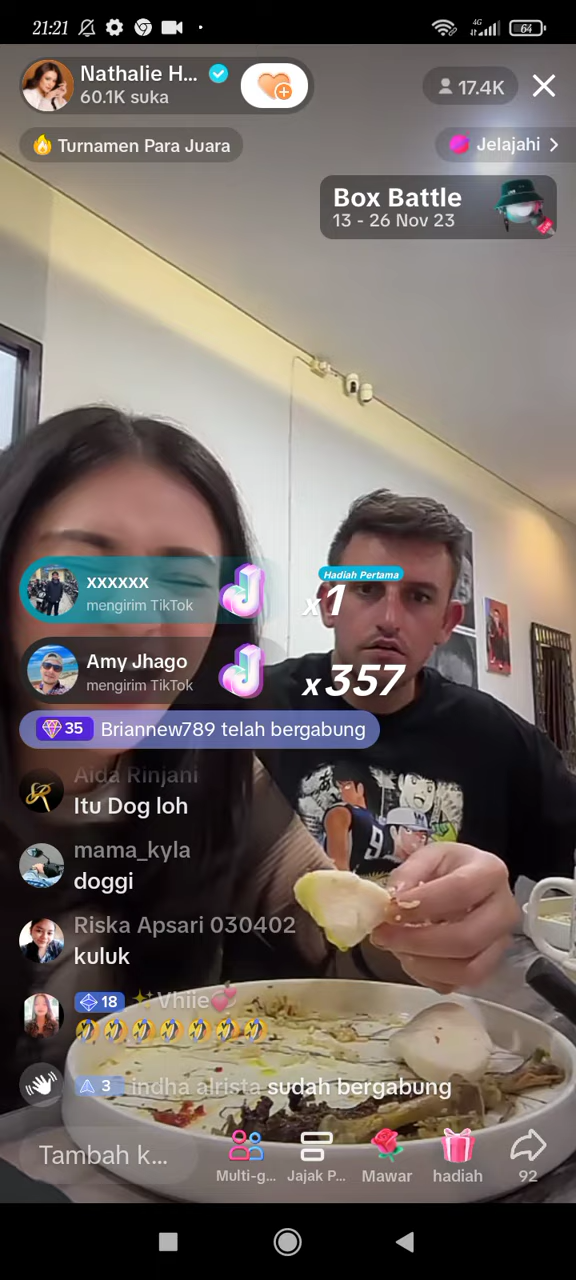 21:21
4G
64
Nathalie H...
60.1K suka
17.4K
Turnamen Para Juara
Jelajahi
Box Battle
13 - 26 Nov 23
xxxxxx
mengirim TikTok
Hadiah Pertama
x1
Amy Jhago
mengirim TikTok
x357
35 Briannew789 telah bergabung
Aida Rinjani
Itu Dog loh
mama_kyla
doggi
Riska Apsari 030402
kuluk
18 Vhiie
3 indha alrista sudah bergabung
Tambah k...
Multi-g...
Jajak P...
Mawar
hadiah
92
9